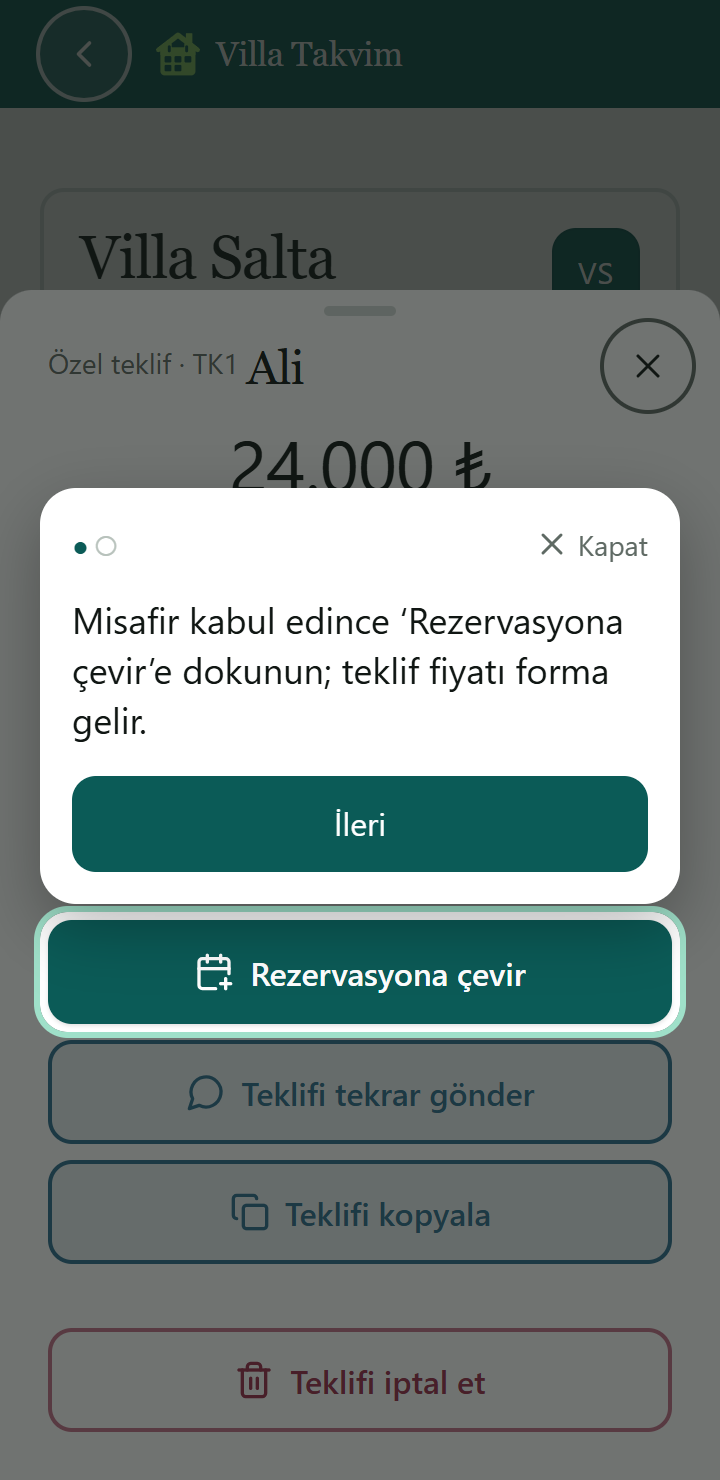 Villa Takvim
Villa Salta
VS
Özel teklif · TK1 Ali
24.000 ₺
Kapat
Misafir kabul edince ‘Rezervasyona
çevir’e dokunun; teklif fiyatı forma
gelir.
İleri
Rezervasyona çevir
Teklifi tekrar gönder
Teklifi kopyala
Teklifi iptal et